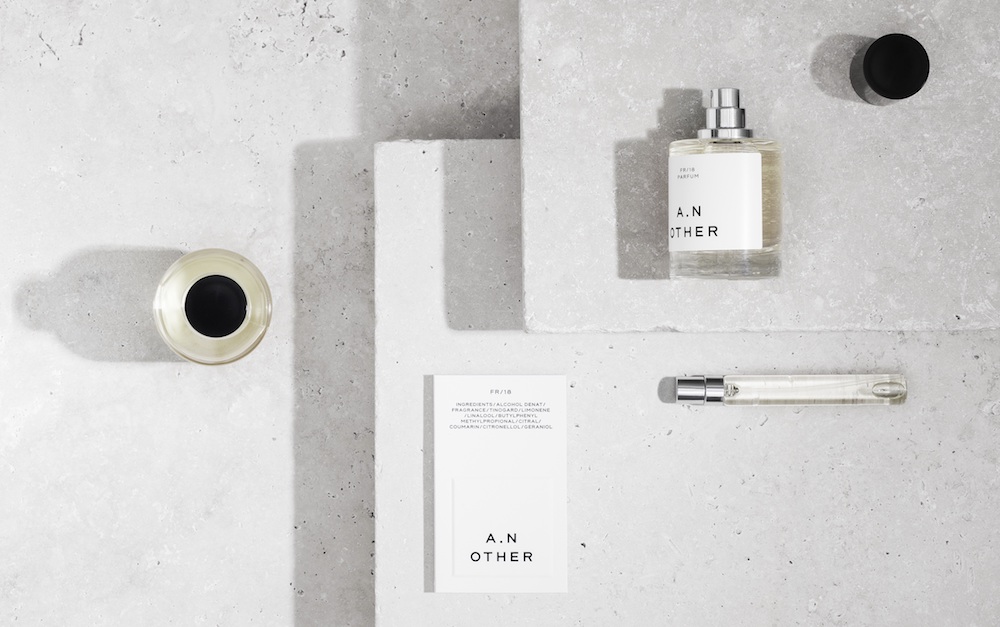 FR/18
PARFUM
A.N
OTHER
FR/18
INGREDIENTS/ALCOHOL DENAT/
FRAGRANCE/TINOGARD/LIMONENE
/LINALOOL/BUTYLPHENYL
METHYLPROPIONAL/CITRAL/
COUMARIN/CITRONELLOL/GERANIOL
A.N
OTHER